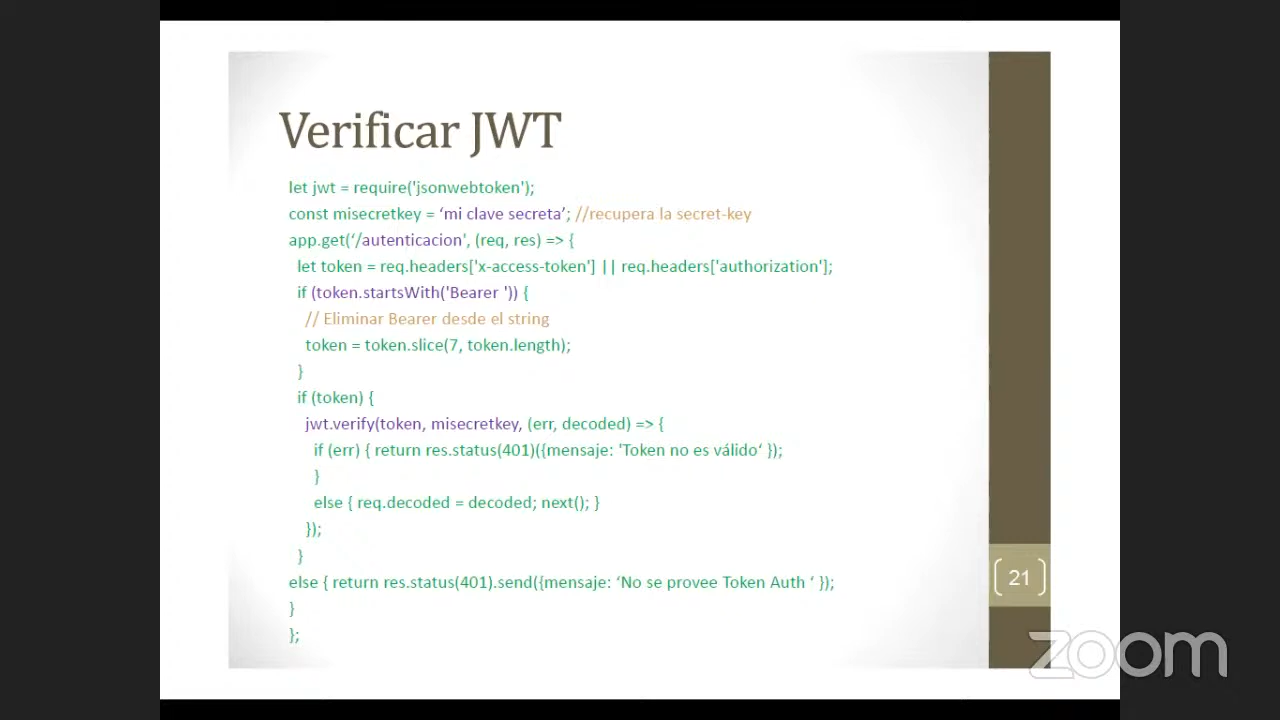 Verificar JWT
let jwt = require('jsonwebtoken');
const misecretkey = ‘mi clave secreta’; //recupera la secret-key
app.get(‘/autenticacion', (req, res) => {
let token = req.headers['x-access-token'] || req.headers['authorization'];
if (token.startsWith('Bearer ')) {
// Eliminar Bearer desde el string
token = token.slice(7, token.length);
}
if (token) {
jwt.verify(token, misecretkey, (err, decoded) => {
if (err) { return res.status(401)({mensaje: 'Token no es válido‘ });
}
else { req.decoded = decoded; next(); }
});
}
else { return res.status(401).send({mensaje: ‘No se provee Token Auth ‘ });
}
};
21
zoom